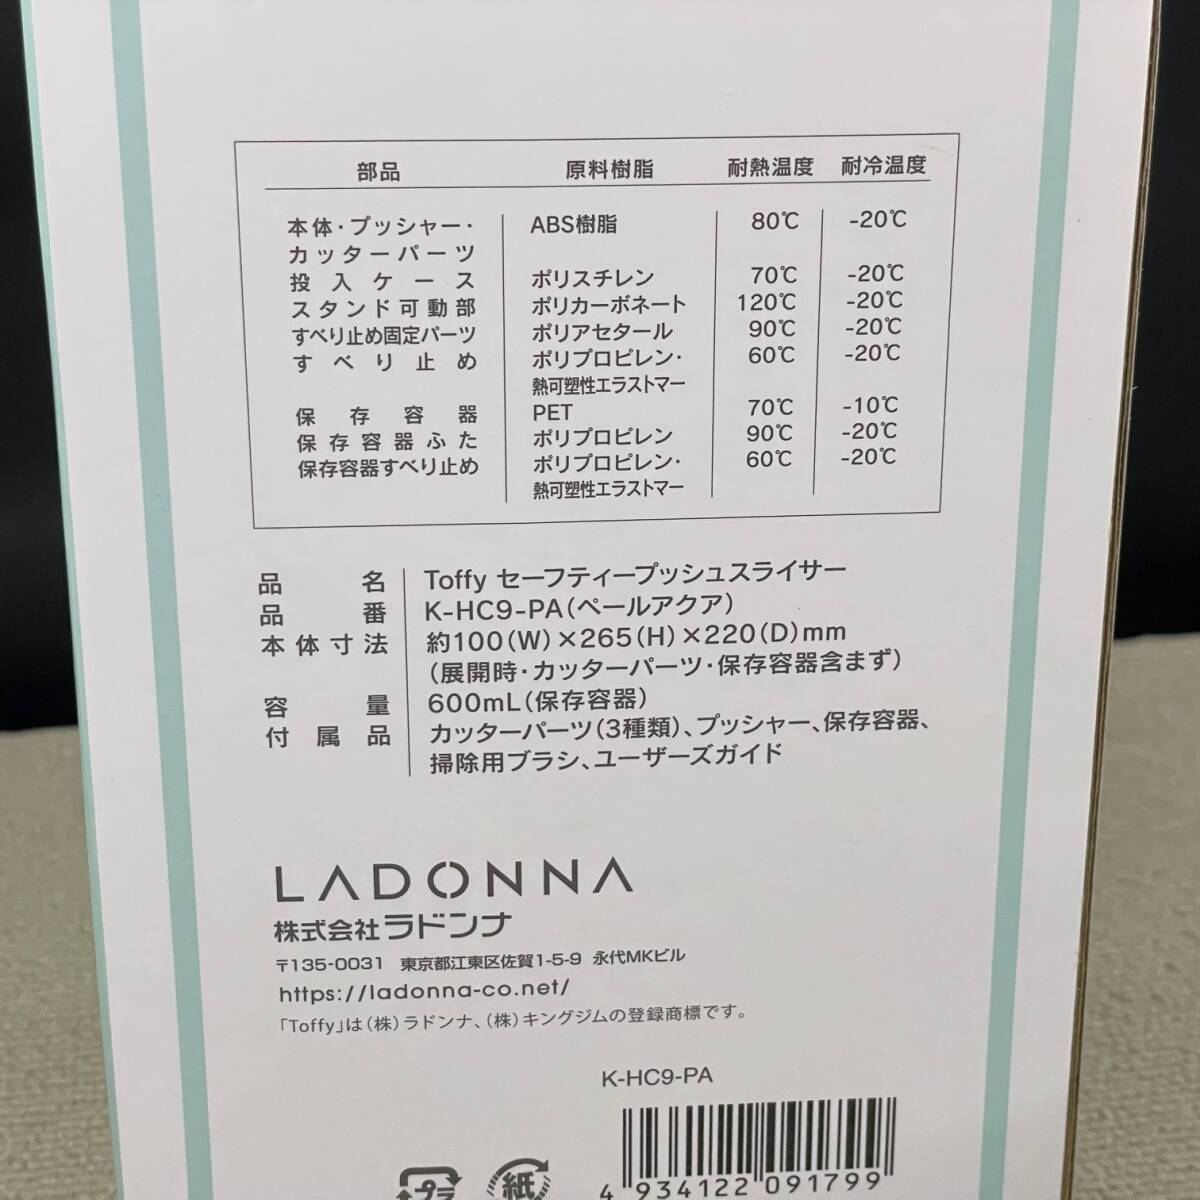 部品 原料樹脂 耐熱温度 耐冷温度
本体・プッシャー・ ABS樹脂 80℃ -20℃
カッターパーツ
投入ケース ポリスチレン 70℃ -20℃
スタンド可動部 ポリカーボネート 120℃ -20℃
すべり止め固定パーツ ポリアセタール 90℃ -20℃
すべり止め ポリプロピレン・ 60℃ -20℃
熱可塑性エラストマー
保存容器 PET 70℃ -10℃
保存容器ふた ポリプロピレン 90℃ -20℃
保存容器すべり止め ポリプロピレン・ 60℃ -20℃
熱可塑性エラストマー
品名 Toffy セーフティープッシュスライサー
品番 K-HC9-PA(ペールアクア)
本体寸法 約100(W)×265(H)×220(D)mm
(展開時・カッターパーツ・保存容器含まず)
容量 600mL(保存容器)
付属品 カッターパーツ(3種類)、プッシャー、保存容器、
掃除用ブラシ、ユーザーズガイド
LADONNA
株式会社ラドンナ
〒135-0031 東京都江東区佐賀1-5-9 永代MKビル
https://ladonna-co.net/
「Toffy」は(株)ラドンナ、(株)キングジムの登録商標です。
K-HC9-PA
プラ 紙
4 934122 091799